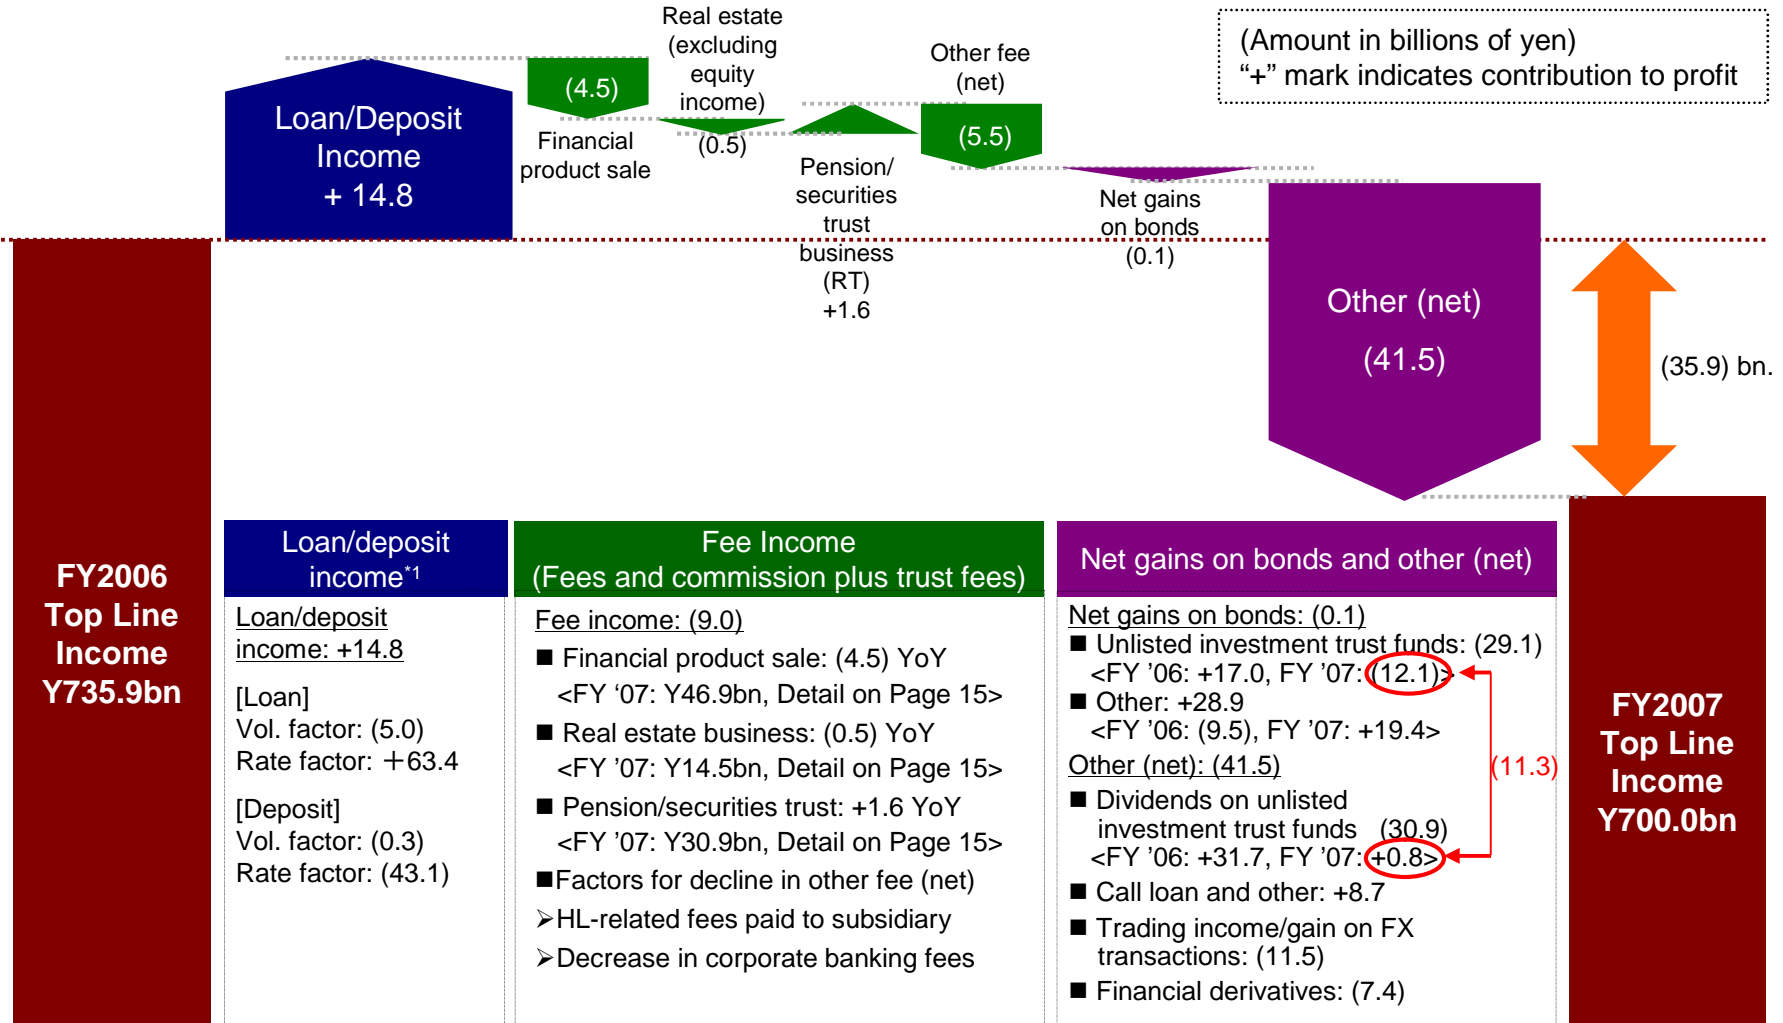 Real estate
(excluding
equity
income)
(0.5)
Other fee
(net)
(5.5)
(Amount in billions of yen)
“+” mark indicates contribution to profit
Loan/Deposit
Income
+ 14.8
(4.5)
Financial
product sale
Pension/
securities
trust
business
(RT)
+1.6
Net gains
on bonds
(0.1)
Other (net)
(41.5)
(35.9) bn.
FY2006
Top Line
Income
Y735.9bn
Loan/deposit
income*1
Loan/deposit
income: +14.8
[Loan]
Vol. factor: (5.0)
Rate factor: +63.4
[Deposit]
Vol. factor: (0.3)
Rate factor: (43.1)
Fee Income
(Fees and commission plus trust fees)
Fee income: (9.0)
■ Financial product sale: (4.5) YoY
<FY ‘07: Y46.9bn, Detail on Page 15>
■ Real estate business: (0.5) YoY
<FY ’07: Y14.5bn, Detail on Page 15>
■ Pension/securities trust: +1.6 YoY
<FY ’07: Y30.9bn, Detail on Page 15>
■Factors for decline in other fee (net)
➢HL-related fees paid to subsidiary
➢Decrease in corporate banking fees
Net gains on bonds and other (net)
Net gains on bonds: (0.1)
■ Unlisted investment trust funds: (29.1)
<FY ’06: +17.0, FY ’07: (12.1)>
■ Other: +28.9
<FY ’06: (9.5), FY ’07: +19.4>
Other (net): (41.5)
(11.3)
■ Dividends on unlisted
investment trust funds (30.9)
<FY ’06: +31.7, FY ’07: +0.8>
■ Call loan and other: +8.7
■ Trading income/gain on FX
transactions: (11.5)
■ Financial derivatives: (7.4)
FY2007
Top Line
Income
Y700.0bn